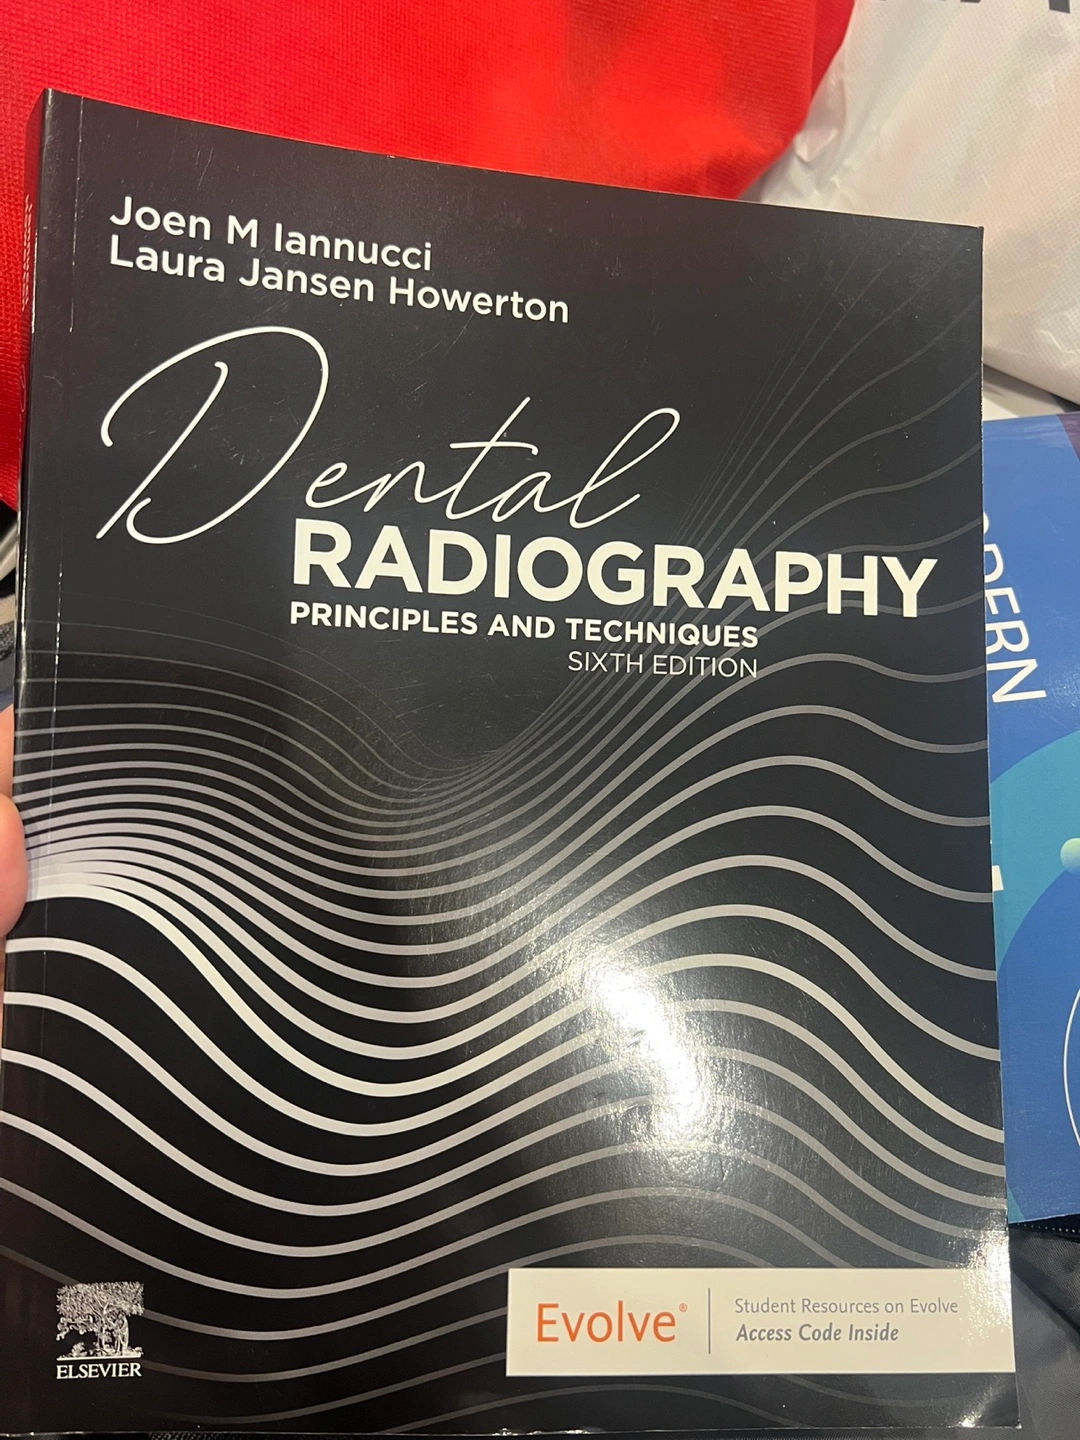 Joen M Iannucci
Laura Jansen Howerton
Dental
RADIOGRAPHY
PRINCIPLES AND TECHNIQUES
SIXTH EDITION
ELSEVIER
Evolve®
Student Resources on Evolve
Access Code Inside